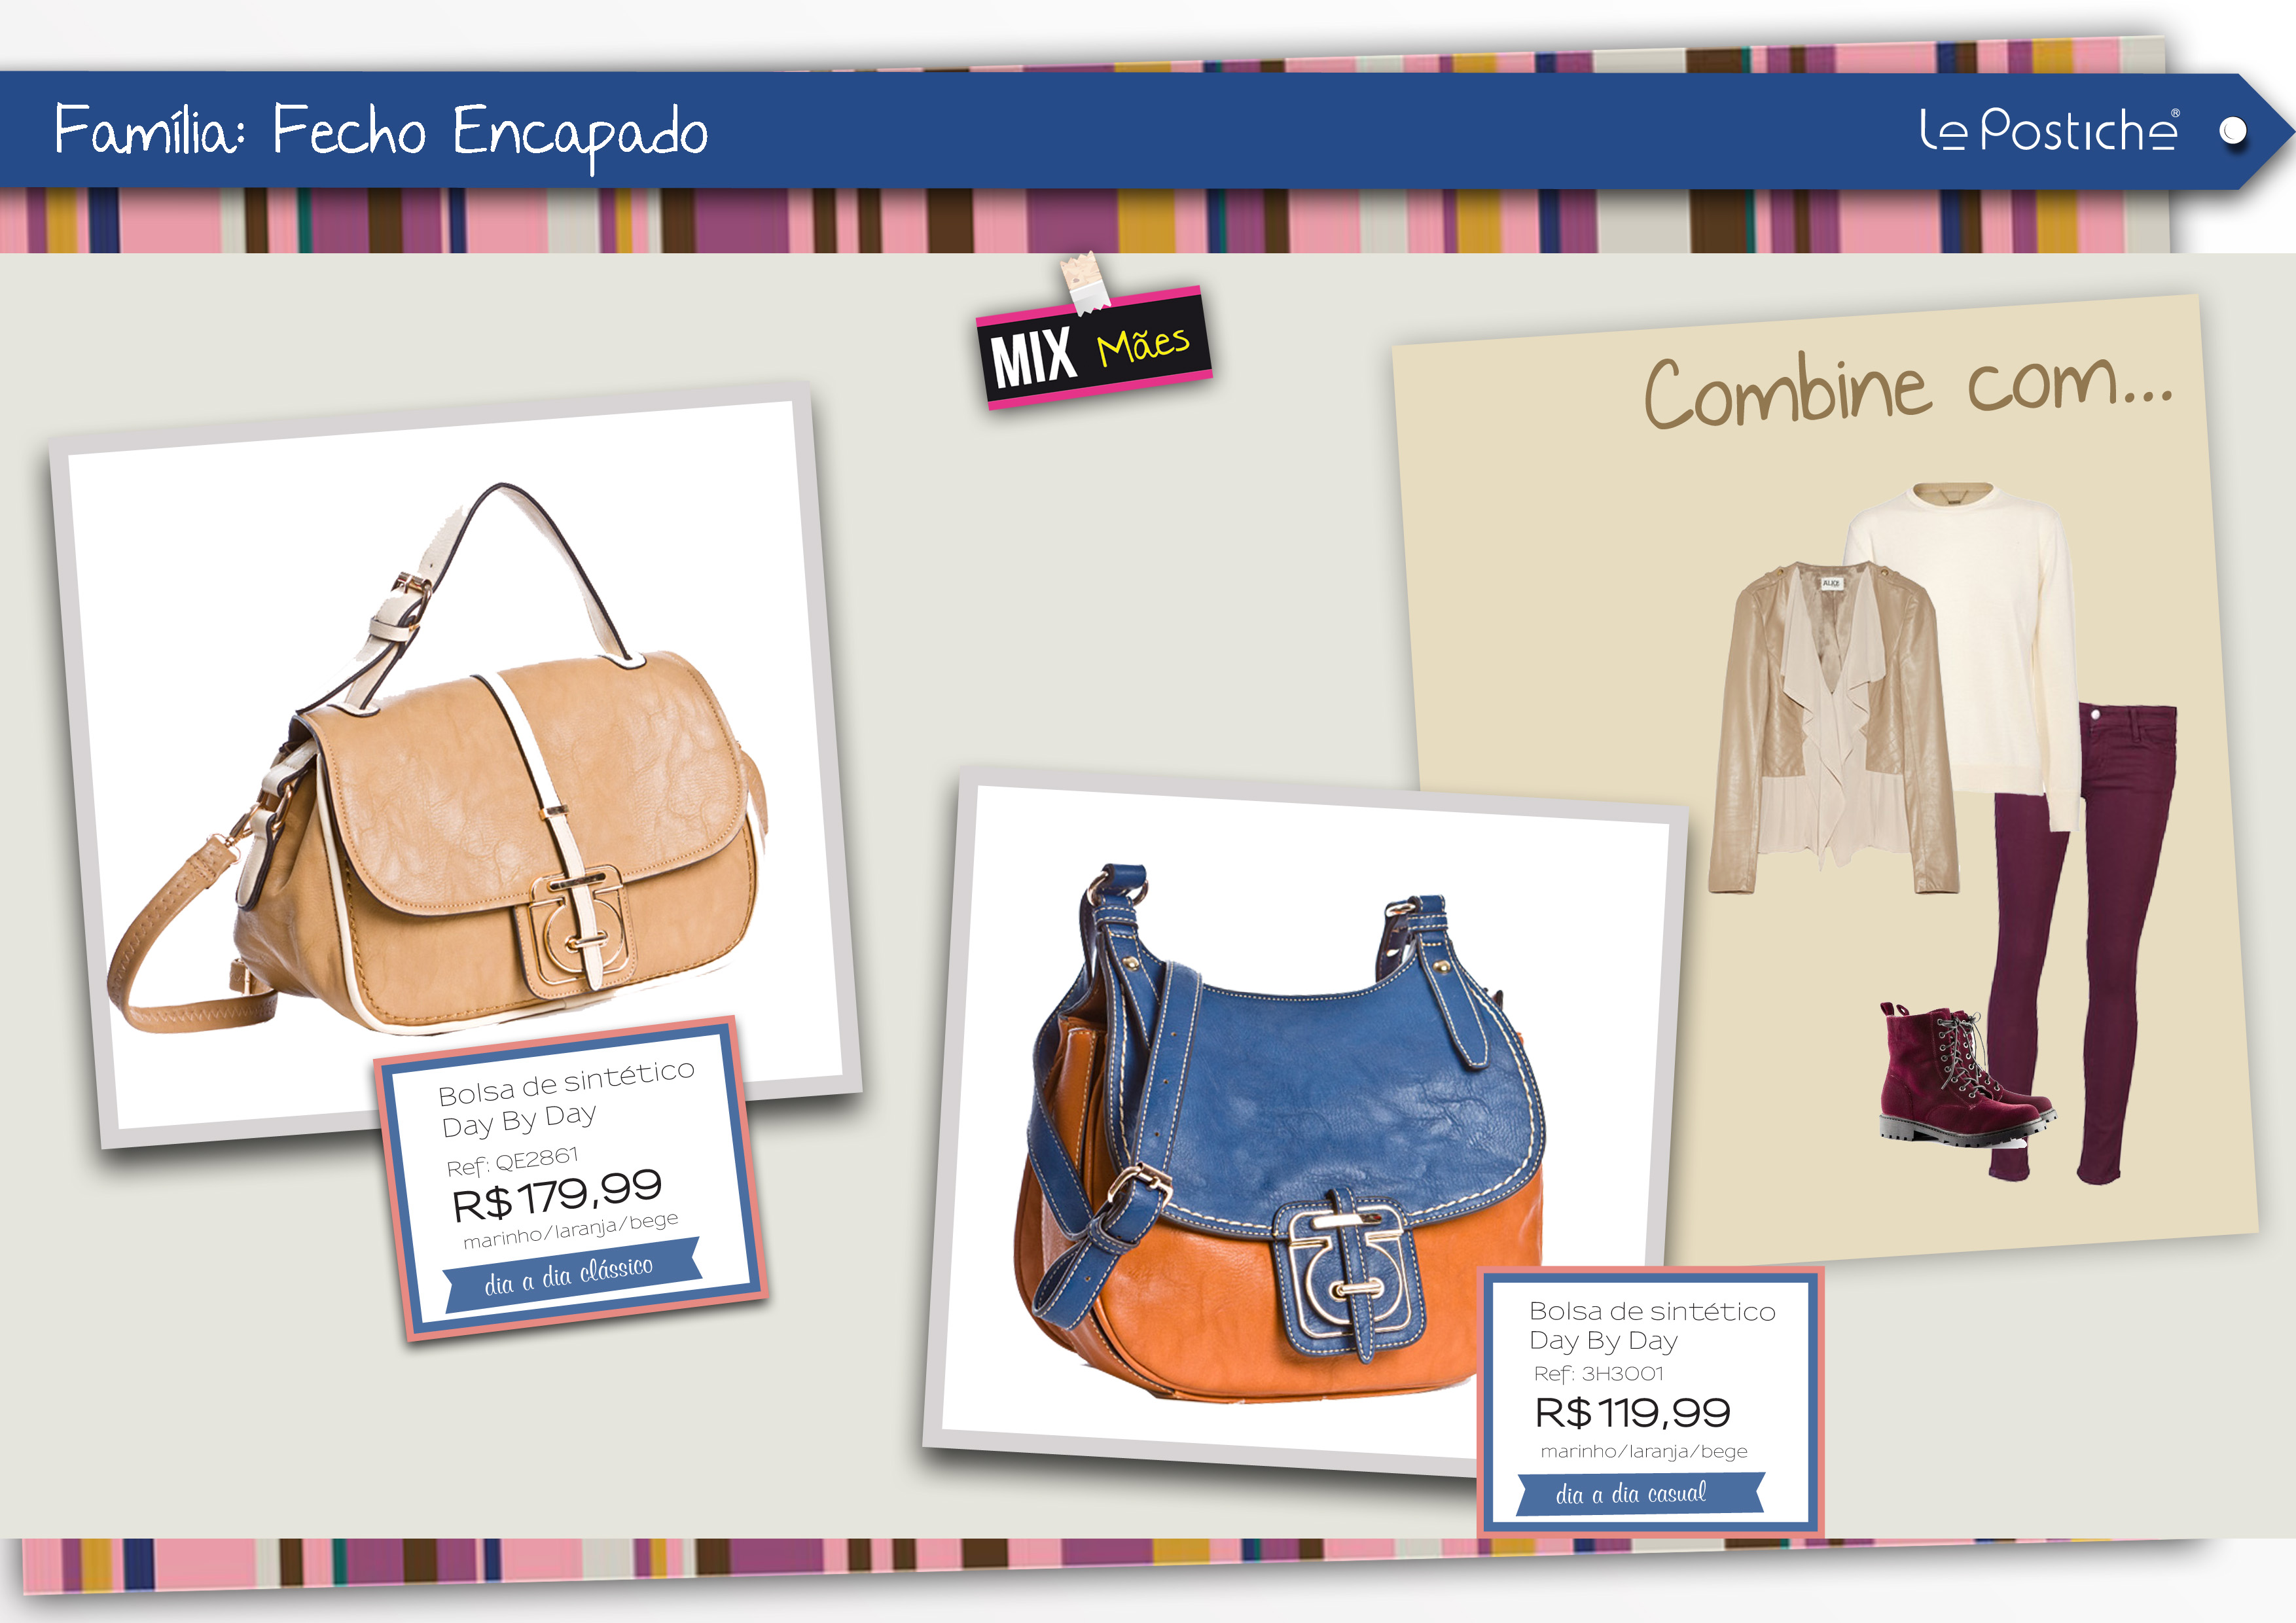 Família: Fecho Encapado
Le Postiche®
MIX Mães
Combine com...
Bolsa de sintético
Day By Day
Ref: QE2861
R$179,99
marinho/laranja/bege
dia a dia clássico
Bolsa de sintético
Day By Day
Ref: 3H3001
R$119,99
marinho/laranja/bege
dia a dia casual